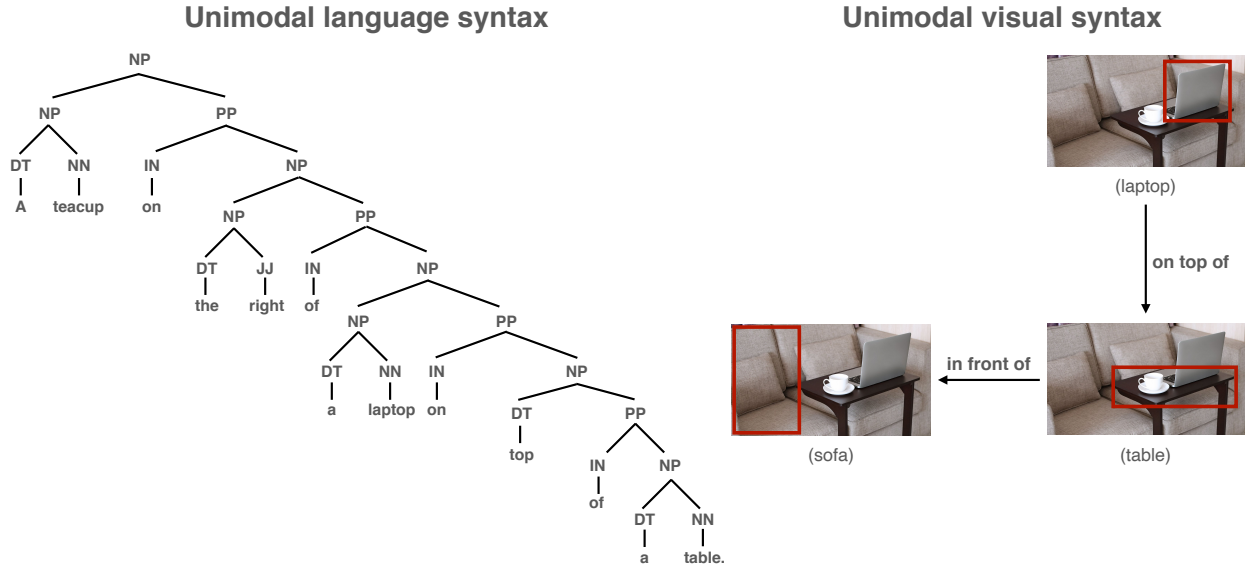 Unimodal language syntax
NP
NP PP
DT NN IN NP
A teacup on
NP PP
DT JJ IN NP
the right of
NP PP
DT NN IN NP
a laptop on
DT PP
top
IN NP
of
DT NN
a table.
Unimodal visual syntax
(laptop)
on top of
in front of
(sofa) (table)